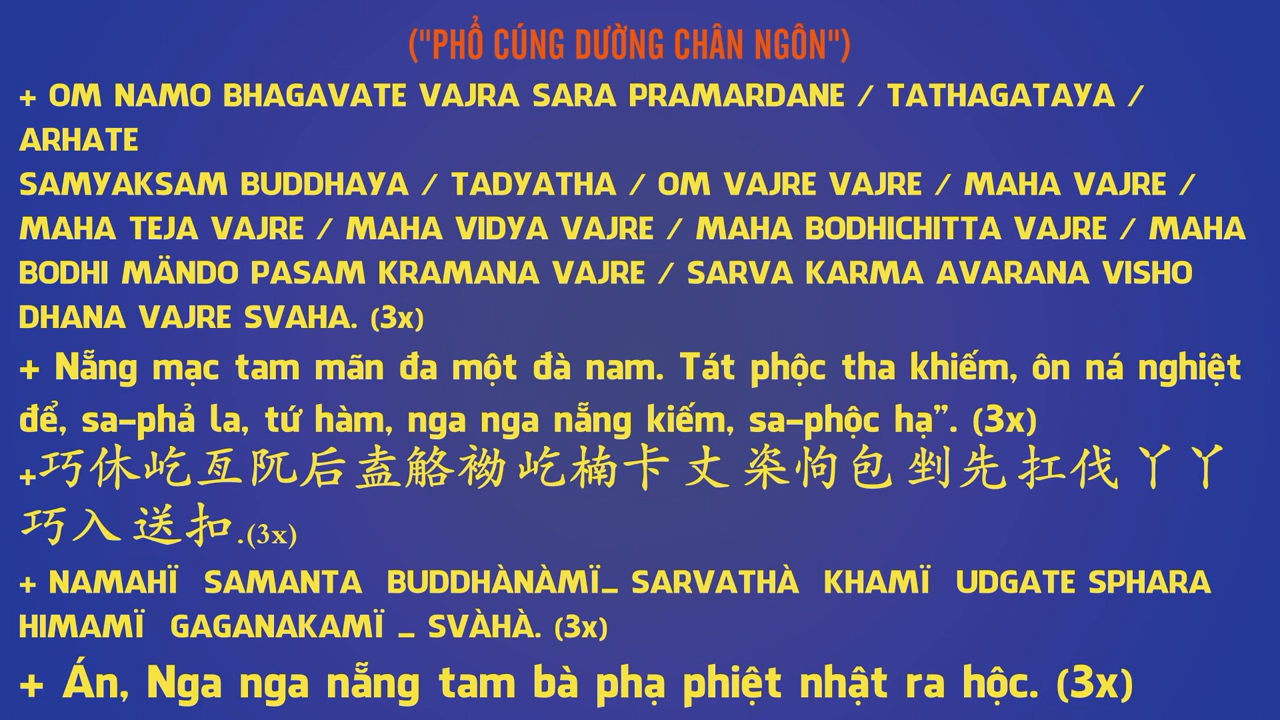 ("PHỔ CÚNG DƯỜNG CHÂN NGÔN")
+ OM NAMO BHAGAVATE VAJRA SARA PRAMARDANE / TATHAGATAYA /
ARHATE
SAMYAKSAM BUDDHAYA / TADYATHA / OM VAJRE VAJRE / MAHA VAJRE /
MAHA TEJA VAJRE / MAHA VIDYA VAJRE / MAHA BODHICHITTA VAJRE / MAHA
BODHI MÄNDO PASAM KRAMANA VAJRE / SARVA KARMA AVARANA VISHO
DHANA VAJRE SVAHA. (3x)
+ Nẵng mạc tam mãn đa một đà nam. Tát phộc tha khiếm, ôn ná nghiệt
để, sa-phả la, tứ hàm, nga nga nẵng kiếm, sa-phộc hạ”. (3x)
+巧休屹亙阢后盍觡袎屹楠卡丈柒怐包剉先扛伐丫丫
巧入送扣.(3x)
+ NAMAHÏ SAMANTA BUDDHÀNÀMÏ_ SARVATHÀ KHAMÏ UDGATE SPHARA
HIMAMÏ GAGANAKAMÏ _ SVÀHÀ. (3x)
+ Án, Nga nga nẵng tam bà phạ phiệt nhật ra hộc. (3x)